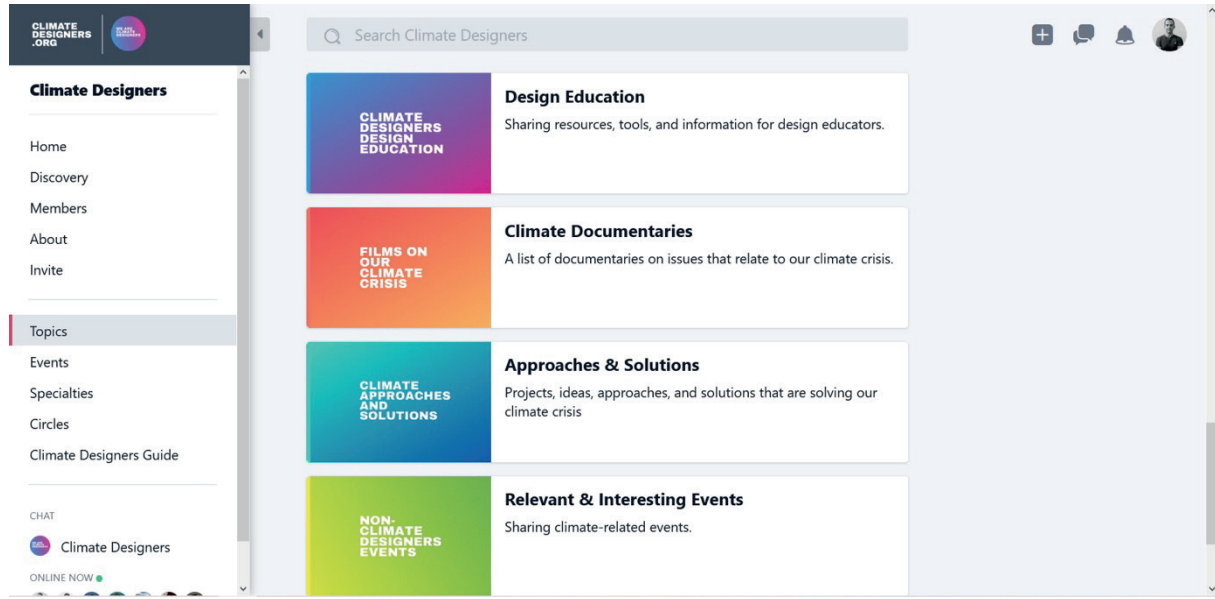 CLIMATE
DESIGNERS
.ORG
WE ARE
CLIMATE
DESIGNERS
Search Climate Designers
Climate Designers
Home
Discovery
Members
About
Invite
Topics
Events
Specialties
Circles
Climate Designers Guide
CHAT
Climate Designers
ONLINE NOW
CLIMATE
DESIGNERS
DESIGN
EDUCATION
Design Education
Sharing resources, tools, and information for design educators.
FILMS ON
OUR
CLIMATE
CRISIS
Climate Documentaries
A list of documentaries on issues that relate to our climate crisis.
CLIMATE
APPROACHES
AND
SOLUTIONS
Approaches & Solutions
Projects, ideas, approaches, and solutions that are solving our
climate crisis
NON-
CLIMATE
DESIGNERS
EVENTS
Relevant & Interesting Events
Sharing climate-related events.